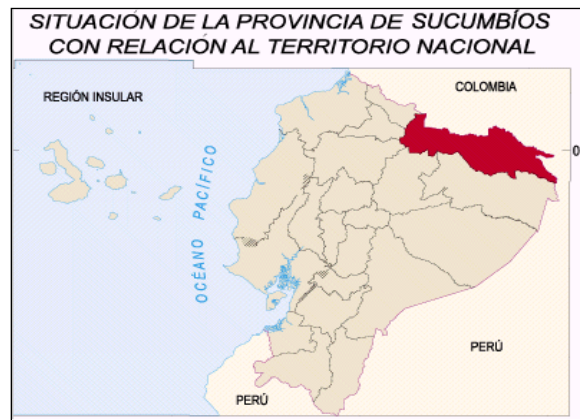 SITUACIÓN DE LA PROVINCIA DE SUCUMBÍOS
CON RELACIÓN AL TERRITORIO NACIONAL
COLOMBIA
REGIÓN INSULAR
0
OCÉANO PACÍFICO
PERÚ
PERÚ